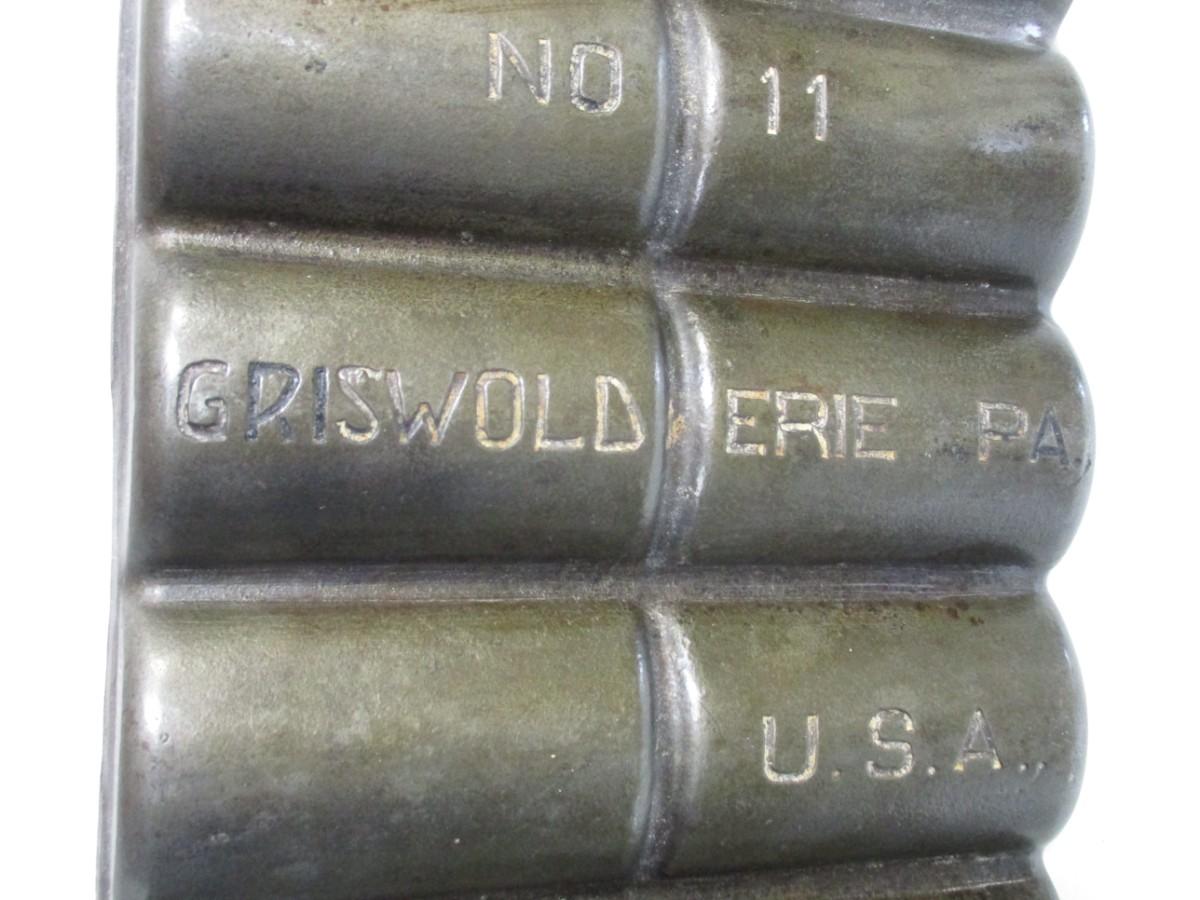 NO 11
GRISWOLD ERIE PA.
U.S.A.